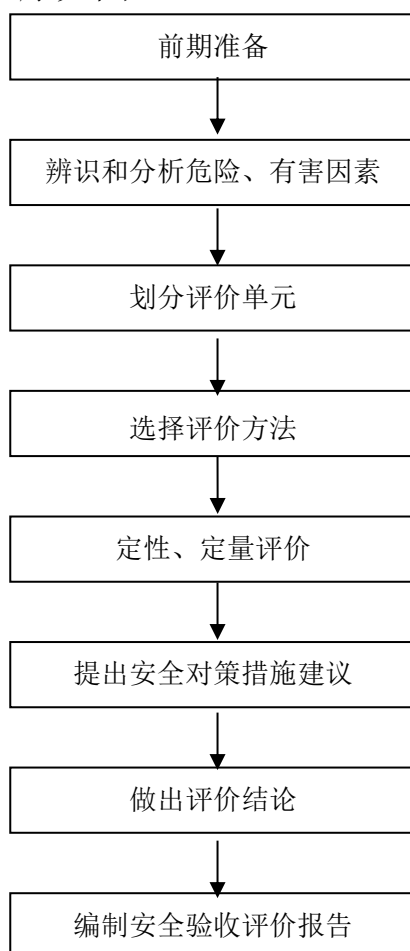 前期准备
辨识和分析危险、有害因素
划分评价单元
选择评价方法
定性、定量评价
提出安全对策措施建议
做出评价结论
编制安全验收评价报告